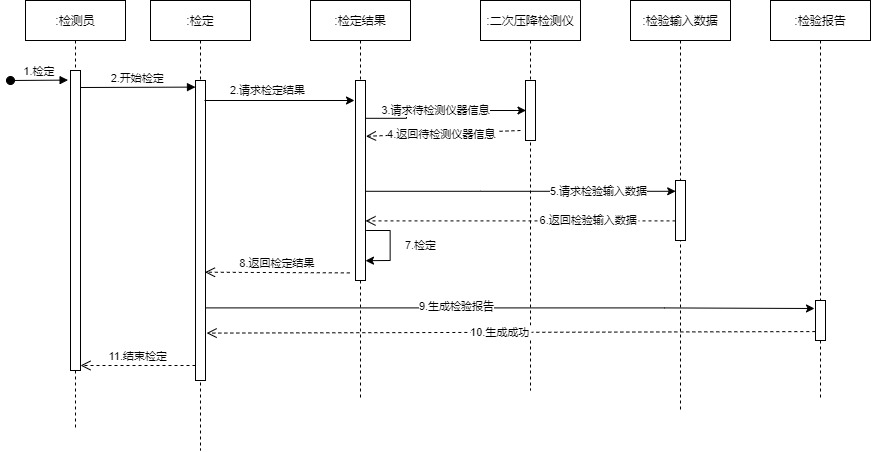 :检测员
:检定
:检定结果
:二次压降检测仪
:检验输入数据
:检验报告
1.检定
2.开始检定
2.请求检定结果
3.请求待检测仪器信息
4.返回待检测仪器信息
5.请求检验输入数据
6.返回检验输入数据
7.检定
8.返回检定结果
9.生成检验报告
10.生成成功
11.结束检定